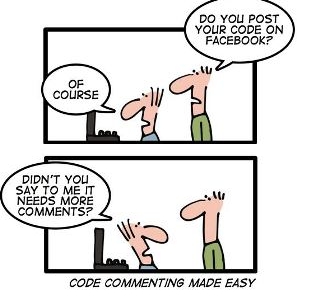 DO YOU POST
YOUR CODE ON
FACEBOOK?
OF
COURSE
DIDN'T YOU
SAY TO ME IT
NEEDS MORE
COMMENTS?
CODE COMMENTING MADE EASY